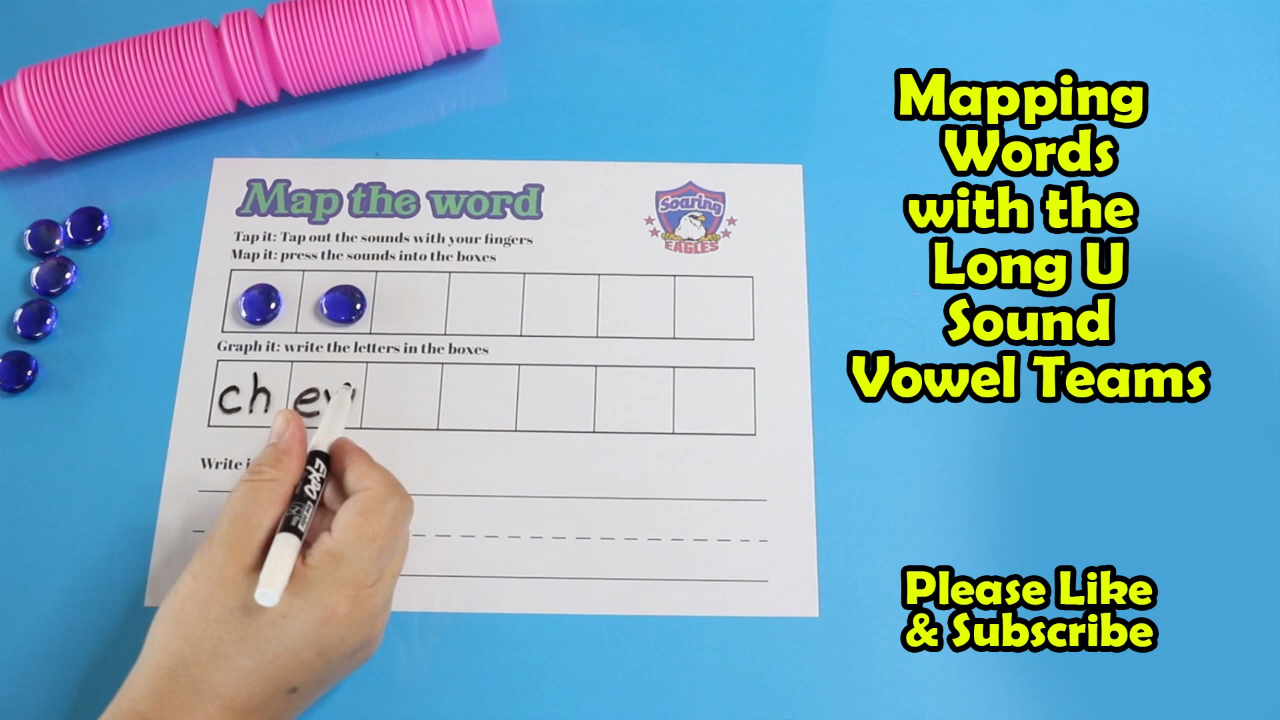 Mapping
Words
with the
Long U
Sound
Vowel Teams
Please Like
& Subscribe
Map the word
Soaring
EAGLES
Tap it: Tap out the sounds with your fingers
Map it: press the sounds into the boxes
Graph it: write the letters in the boxes
ch ew
Write
EXPO